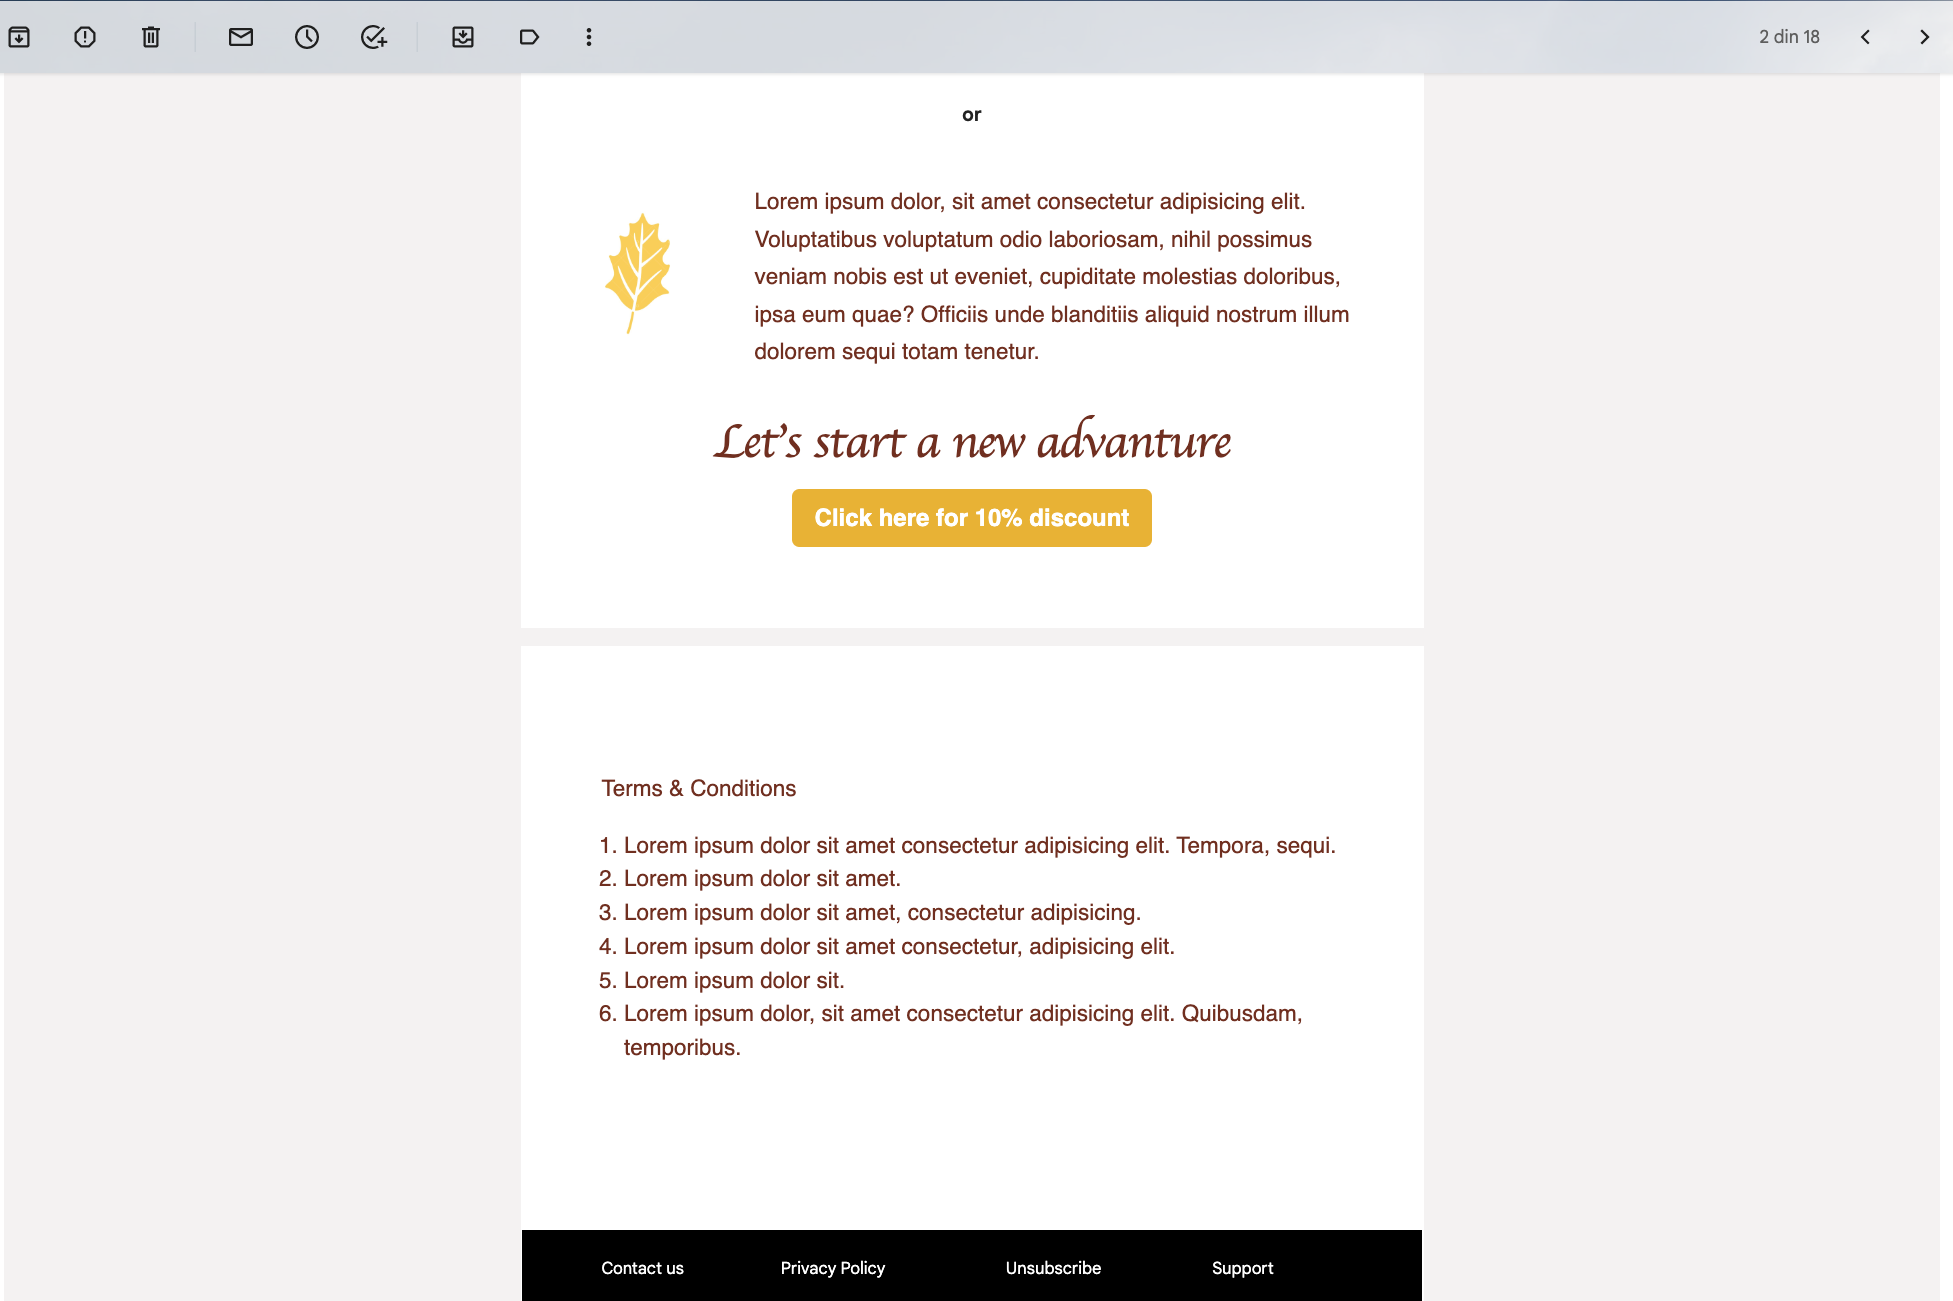 2 din 18
or
Lorem ipsum dolor, sit amet consectetur adipisicing elit.
Voluptatibus voluptatum odio laboriosam, nihil possimus
veniam nobis est ut eveniet, cupiditate molestias doloribus,
ipsa eum quae? Officiis unde blanditiis aliquid nostrum illum
dolorem sequi totam tenetur.
Let's start a new advanture
Click here for 10% discount
Terms & Conditions
1. Lorem ipsum dolor sit amet consectetur adipisicing elit. Tempora, sequi.
2. Lorem ipsum dolor sit amet.
3. Lorem ipsum dolor sit amet, consectetur adipisicing.
4. Lorem ipsum dolor sit amet consectetur, adipisicing elit.
5. Lorem ipsum dolor sit.
6. Lorem ipsum dolor, sit amet consectetur adipisicing elit. Quibusdam,
temporibus.
Contact us Privacy Policy Unsubscribe Support